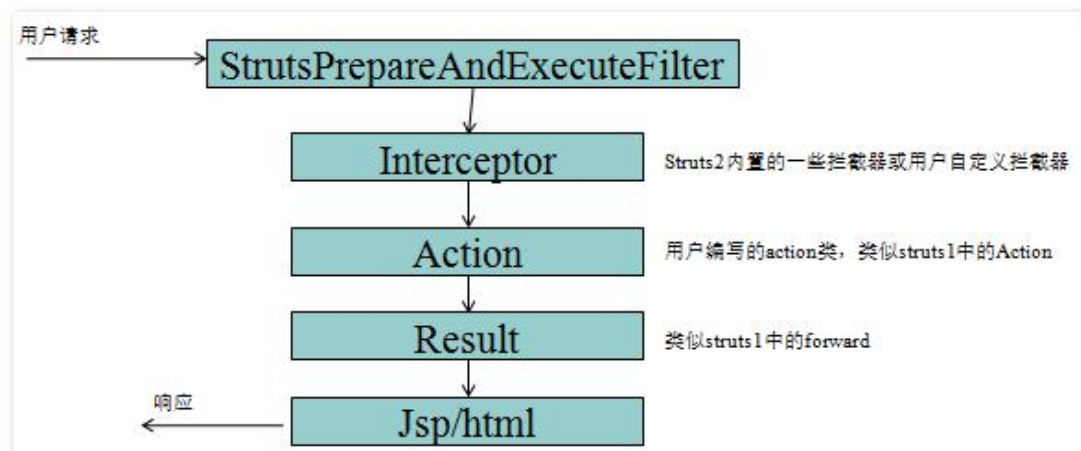 用户请求
StrutsPrepareAndExecuteFilter
Interceptor
Struts2内置的一些拦截器或用户自定义拦截器
Action
用户编写的action类，类似struts1中的Action
Result
类似struts1中的forward
响应
Jsp/html